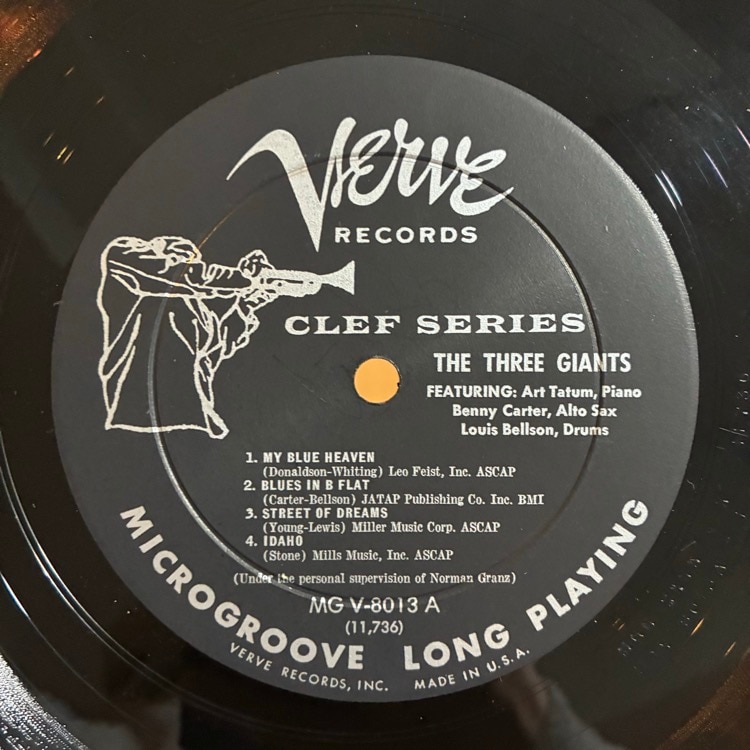 Verve
RECORDS
CLEF SERIES
THE THREE GIANTS
FEATURING: Art Tatum, Piano
Benny Carter, Alto Sax
Louis Bellson, Drums
1. MY BLUE HEAVEN
(Donaldson-Whiting) Leo Feist, Inc. ASCAP
2. BLUES IN B FLAT
(Carter-Bellson) JATAP Publishing Co. Inc. BMI
3. STREET OF DREAMS
(Young-Lewis) Miller Music Corp. ASCAP
4. IDAHO
(Stone) Mills Music, Inc. ASCAP
(Under the personal supervision of Norman Granz)
MG V-8013 A
(11,736)
MICROGROOVE LONG PLAYING
VERVE RECORDS, INC. MADE IN U.S.A.